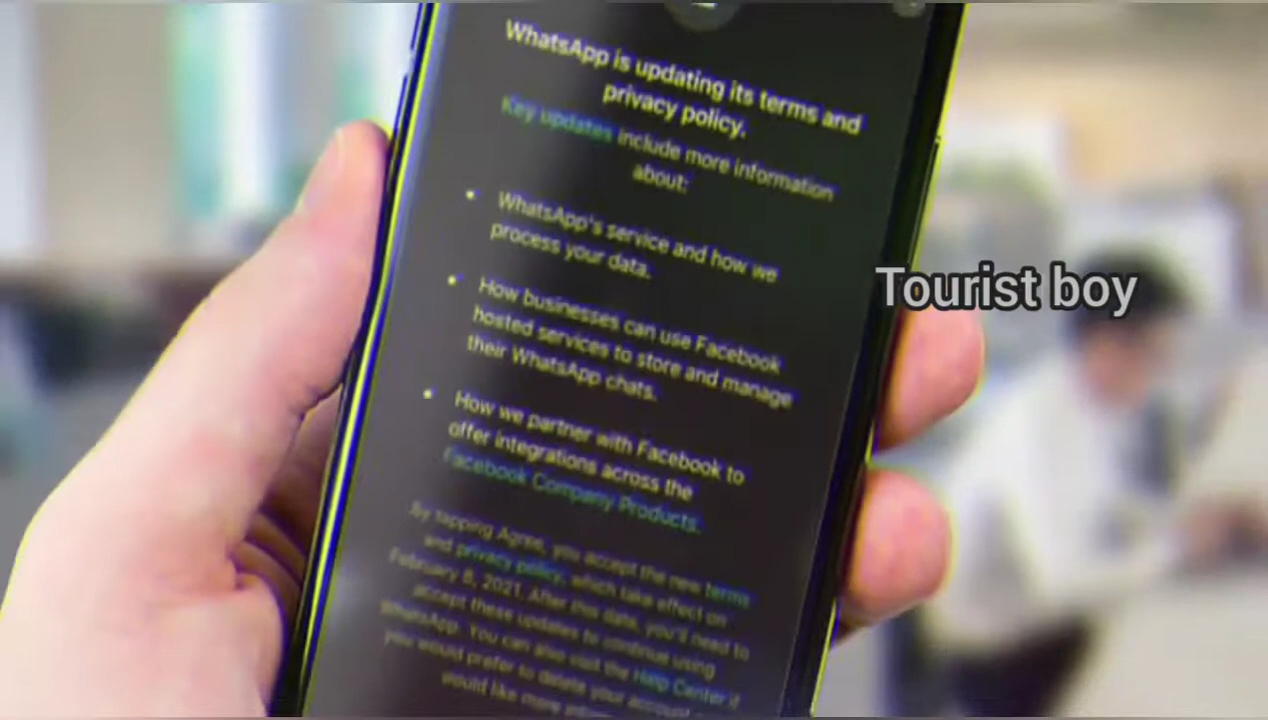 WhatsApp is updating its terms and
privacy policy.
Key updates include more information
about:
• WhatsApp's service and how we
process your data.
• How businesses can use Facebook
hosted services to store and manage
their WhatsApp chats.
• How we partner with Facebook to
offer integrations across the
Facebook Company Products.
By tapping Agree, you accept the new terms
and privacy policy, which take effect on
February 8, 2021. After this date, you'll need to
accept these updates to continue using
WhatsApp. You can also visit the Help Center if
you would prefer to delete your account
would like more
Tourist boy